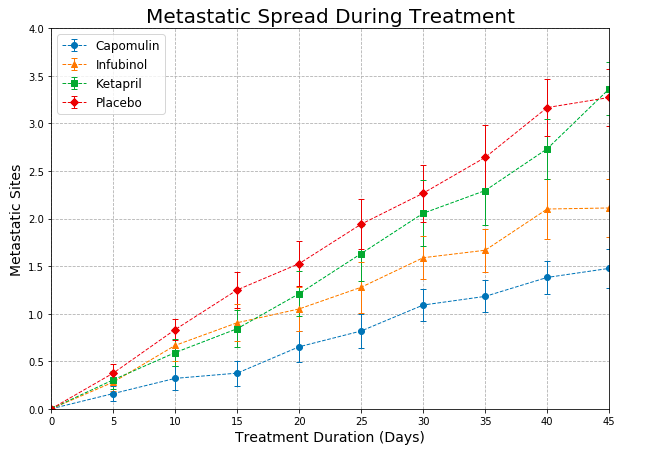 Metastatic Spread During Treatment
Capomulin
Infubinol
Ketapril
Placebo
Metastatic Sites
4.0
3.5
3.0
2.5
2.0
1.5
1.0
0.5
0.0
0 5 10 15 20 25 30 35 40 45
Treatment Duration (Days)